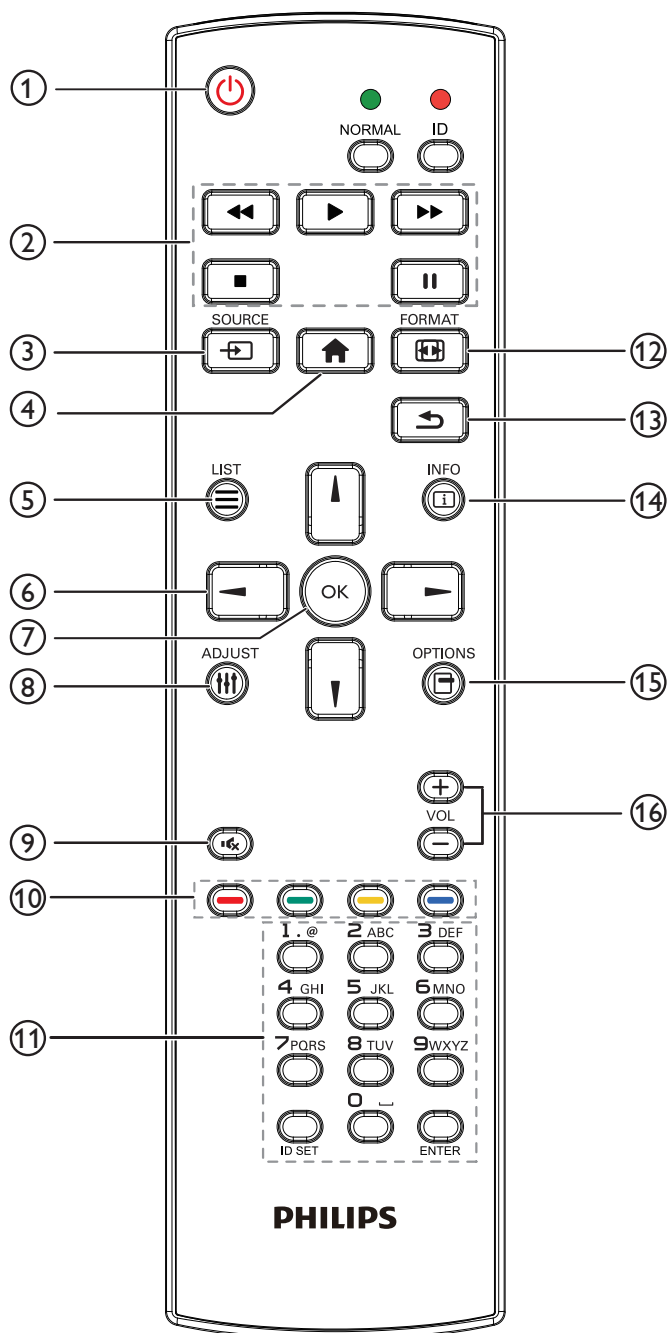 ①
NORMAL ID
②
SOURCE FORMAT
③ ⑫
④
⑬
LIST INFO
⑤ i ⑭
⑥
OK
⑦
ADJUST OPTIONS
⑧ ⑮
+
VOL ⑯
⑨ −
⑩
1 . @ 2 ABC 3 DEF
4 GHI 5 JKL 6 MNO
⑪ 7 PQRS 8 TUV 9 WXYZ
0 ⎵
ID SET ENTER
PHILIPS